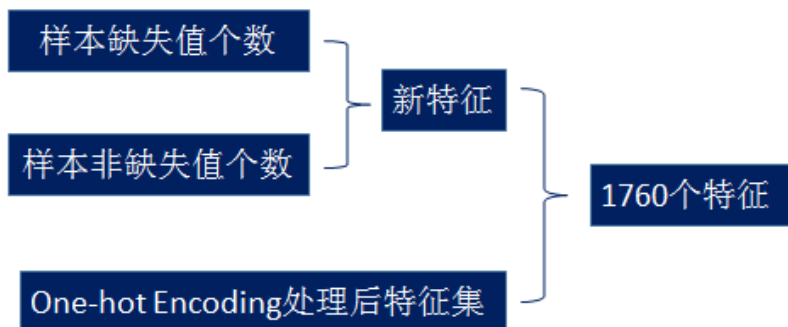 样本缺失值个数
新特征
样本非缺失值个数
1760个特征
One-hot Encoding处理后特征集